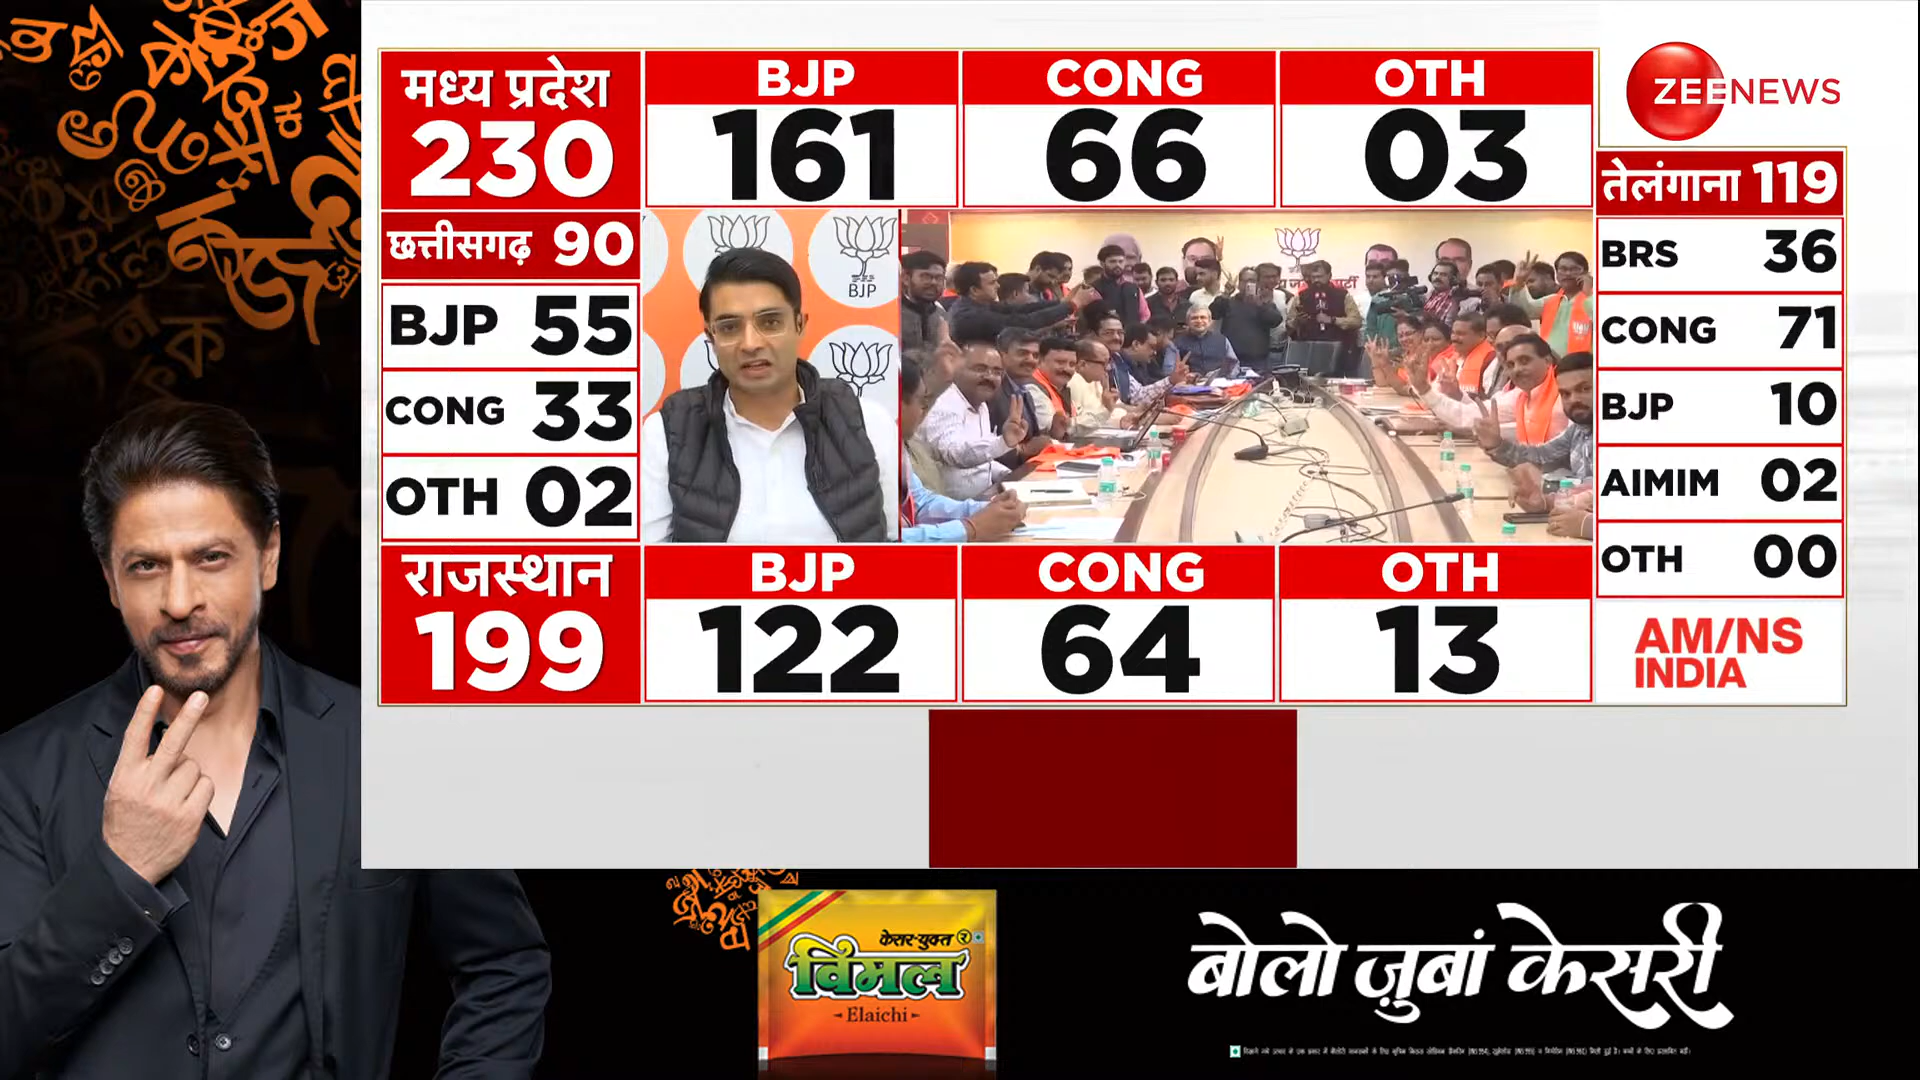 मध्य प्रदेश
230
BJP
161
CONG
66
OTH
03
ZEE NEWS
छत्तीसगढ़ 90
BJP 55
CONG 33
OTH 02
BJP
तेलंगाना 119
BRS 36
CONG 71
BJP 10
AIMIM 02
OTH 00
राजस्थान
199
BJP
122
CONG
64
OTH
13
AM/NS
INDIA
केसर-युक्त
विमल
Elaichi
बोलो ज़ुबां केसरी